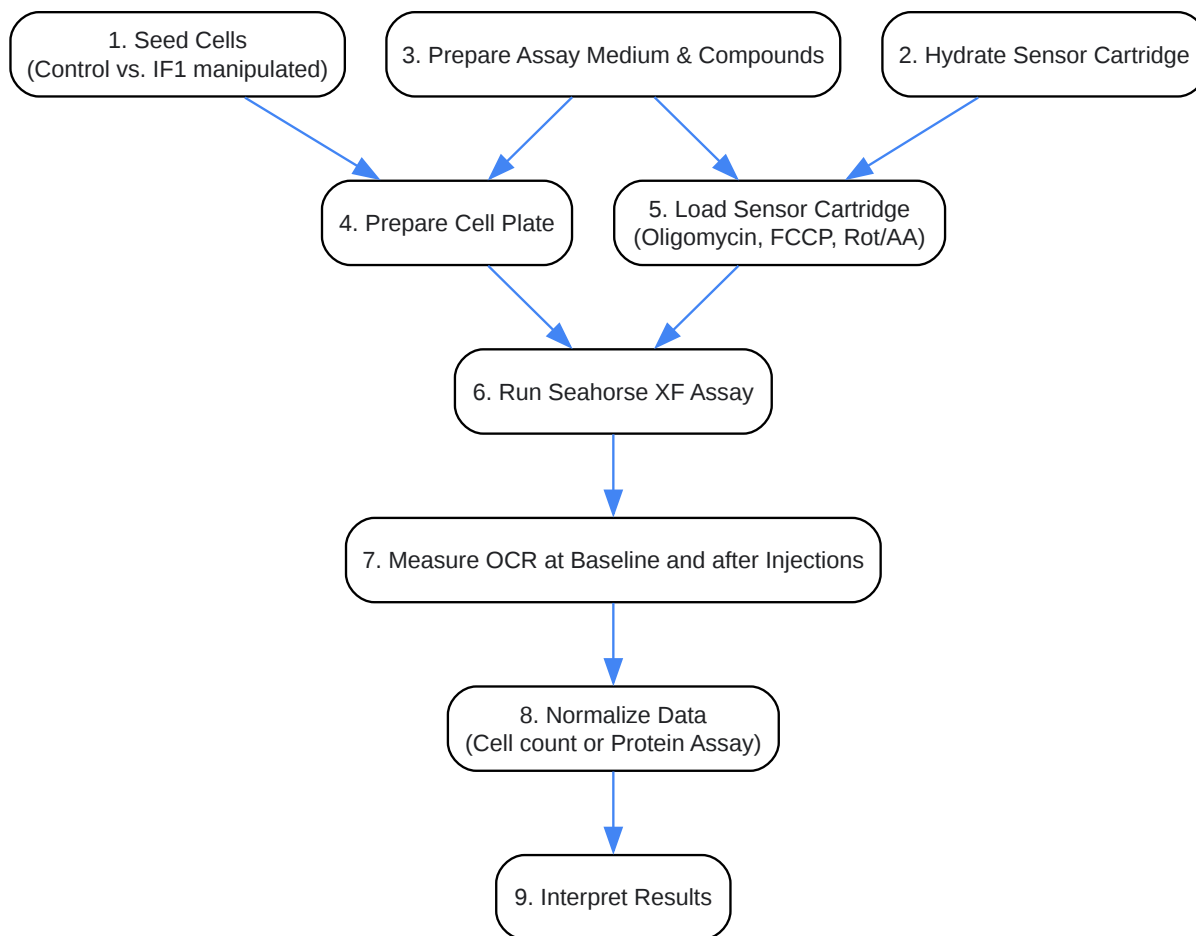 1. Seed Cells
(Control vs. IF1 manipulated)
3. Prepare Assay Medium & Compounds
2. Hydrate Sensor Cartridge
4. Prepare Cell Plate
5. Load Sensor Cartridge
(Oligomycin, FCCP, Rot/AA)
6. Run Seahorse XF Assay
7. Measure OCR at Baseline and after Injections
8. Normalize Data
(Cell count or Protein Assay)
9. Interpret Results